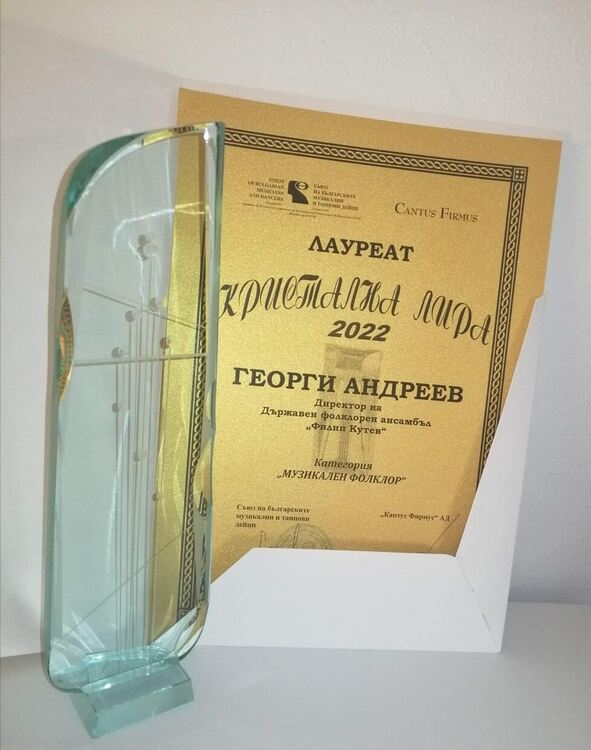 UNION
OF BULGARIAN
MUSICIANS
AND DANCERS
СЪЮЗ
НА БЪЛГАРСКИТЕ
МУЗИКАЛНИ
И ТАНЦОВИ ДЕЙЦИ
CANTUS FIRMUS
ЛАУРЕАТ
КРИСТАЛНА ЛИРА
2022
ГЕОРГИ АНДРЕЕВ
Директор на
Държавен фолклорен ансамбъл
„Филип Кутев“
Категория
„МУЗИКАЛЕН ФОЛКЛОР“
Съюз на българските
музикални и танцови
дейци
„Кантус Фирмус“ АД